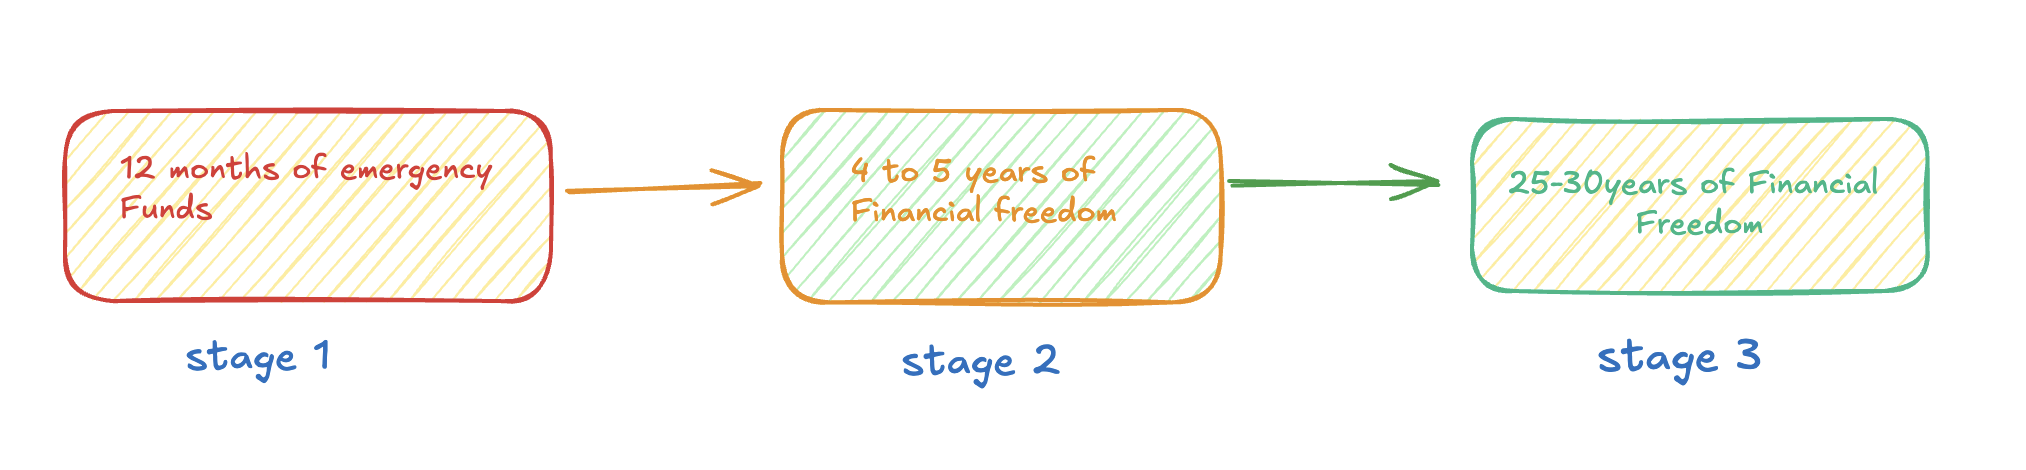 12 months of emergency
Funds
4 to 5 years of
Financial freedom
25-30years of Financial
Freedom
stage 1
stage 2
stage 3